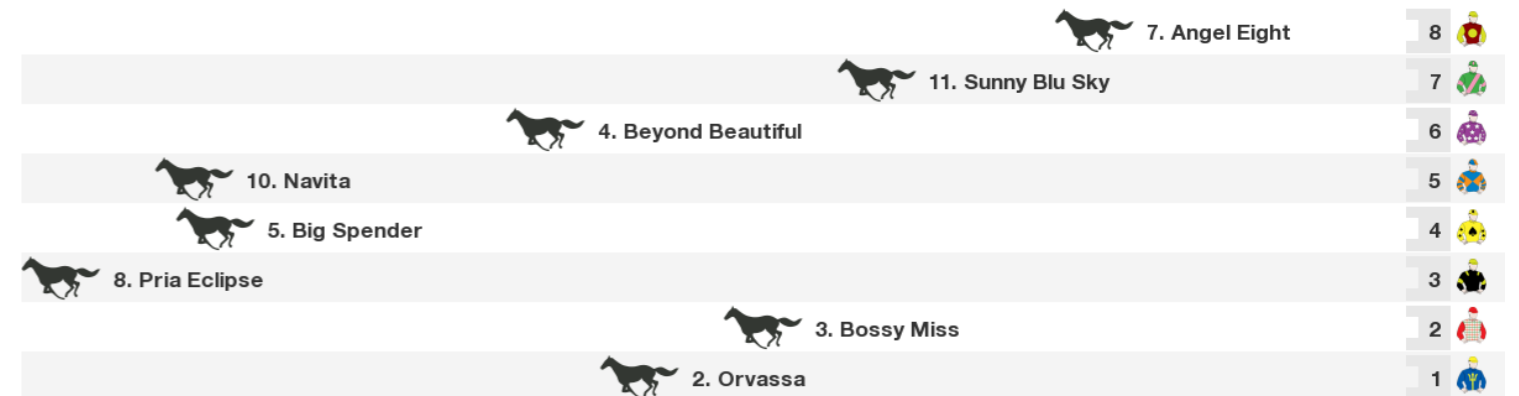 7. Angel Eight 8
11. Sunny Blu Sky 7
4. Beyond Beautiful 6
10. Navita 5
5. Big Spender 4
8. Pria Eclipse 3
3. Bossy Miss 2
2. Orvassa 1